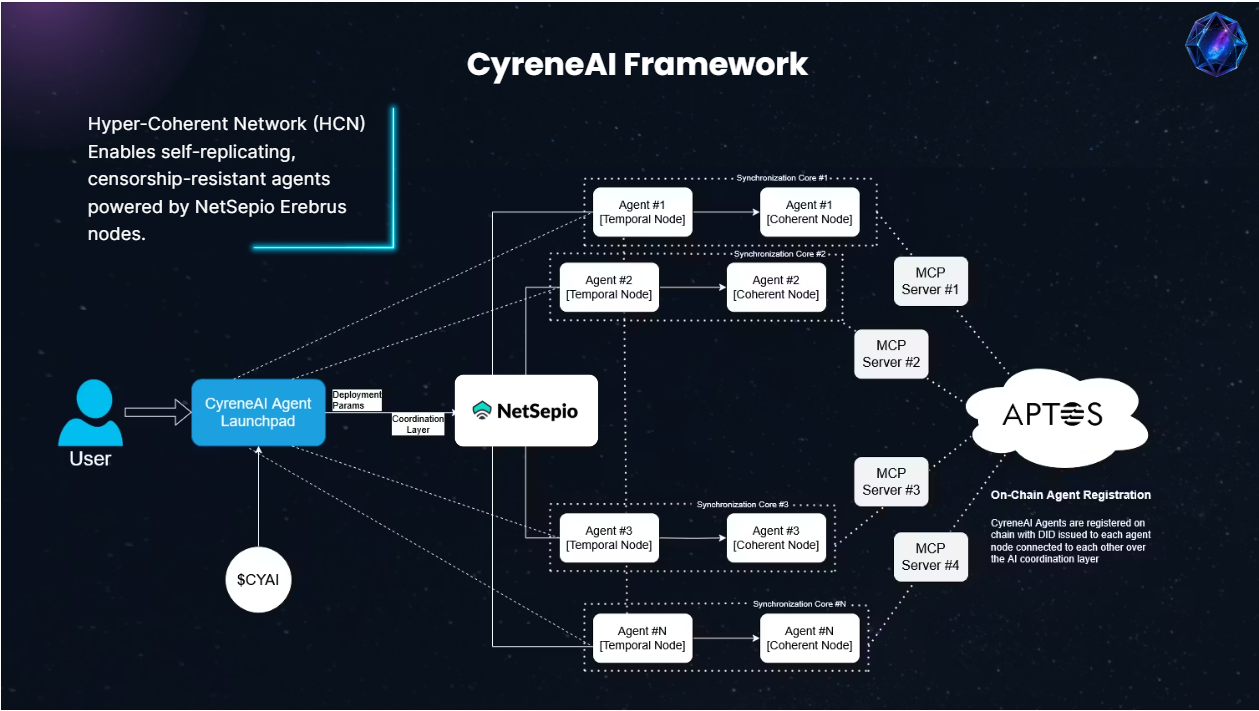 CyreneAI Framework
Hyper-Coherent Network (HCN)
Enables self-replicating,
censorship-resistant agents
powered by NetSepio Erebrus
nodes.
Synchronization Core #1
Agent #1
[Temporal Node]
Agent #1
[Coherent Node]
Synchronization Core #2
Agent #2
[Temporal Node]
Agent #2
[Coherent Node]
MCP
Server #1
MCP
Server #2
User
CyreneAI Agent
Launchpad
Deployment
Params
Coordination
Layer
NetSepio
APTOS
$CYAI
Synchronization Core #3
Agent #3
[Temporal Node]
Agent #3
[Coherent Node]
MCP
Server #3
MCP
Server #4
On-Chain Agent Registration
CyreneAI Agents are registered on
chain with DID issued to each agent
node connected to each other over
the AI coordination layer
Synchronization Core #N
Agent #N
[Temporal Node]
Agent #N
[Coherent Node]